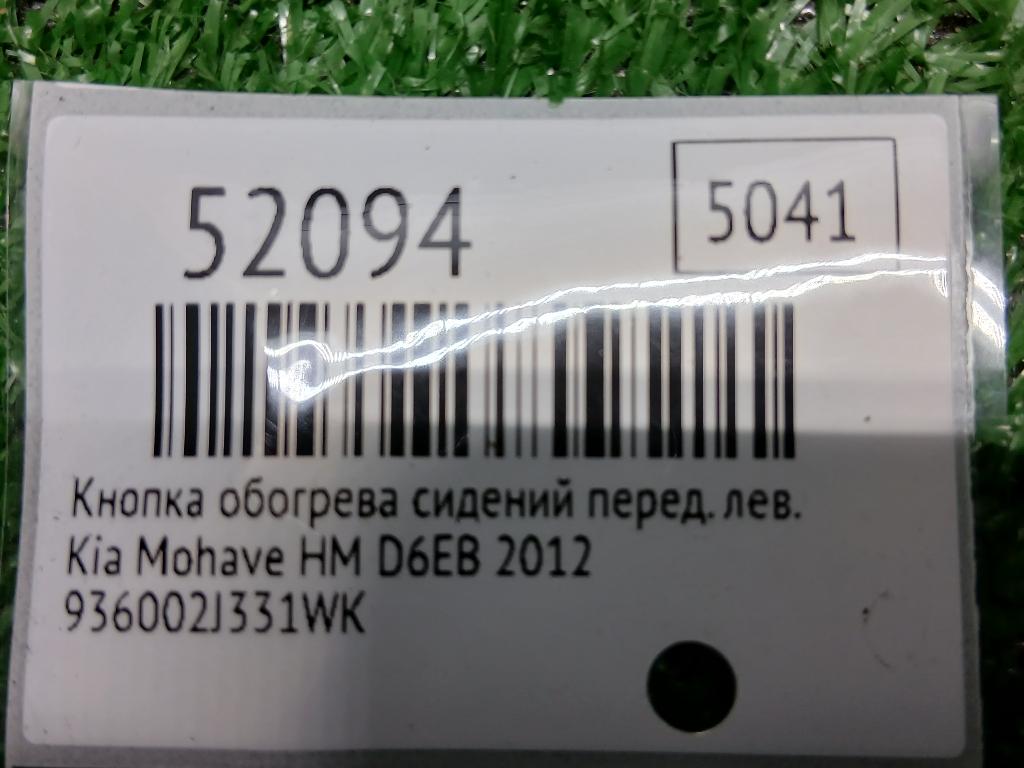 52094
5041
Кнопка обогрева сидений перед. лев.
Kia Mohave HM D6EB 2012
936002J331WK